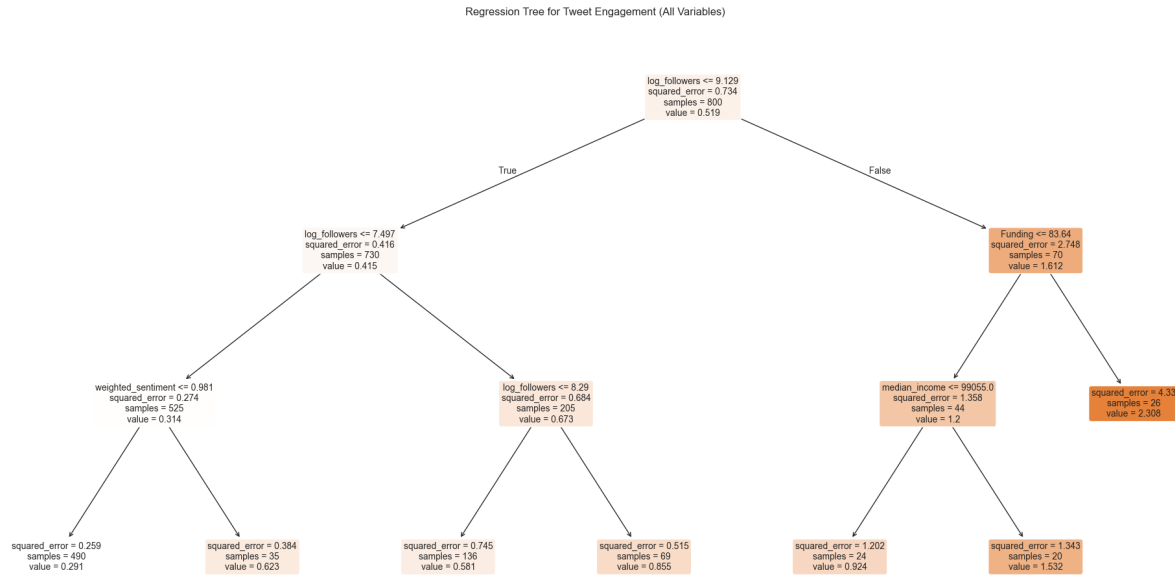 Regression Tree for Tweet Engagement (All Variables)
log_followers <= 9.129
squared_error = 0.734
samples = 800
value = 0.519
True
False
log_followers <= 7.497
squared_error = 0.416
samples = 730
value = 0.415
Funding <= 83.64
squared_error = 2.748
samples = 70
value = 1.612
weighted_sentiment <= 0.981
squared_error = 0.274
samples = 525
value = 0.314
log_followers <= 8.29
squared_error = 0.684
samples = 205
value = 0.673
median_income <= 99055.0
squared_error = 1.358
samples = 44
value = 1.2
squared_error = 4.33
samples = 26
value = 2.308
squared_error = 0.259
samples = 490
value = 0.291
squared_error = 0.384
samples = 35
value = 0.623
squared_error = 0.745
samples = 136
value = 0.581
squared_error = 0.515
samples = 69
value = 0.855
squared_error = 1.202
samples = 24
value = 0.924
squared_error = 1.343
samples = 20
value = 1.532